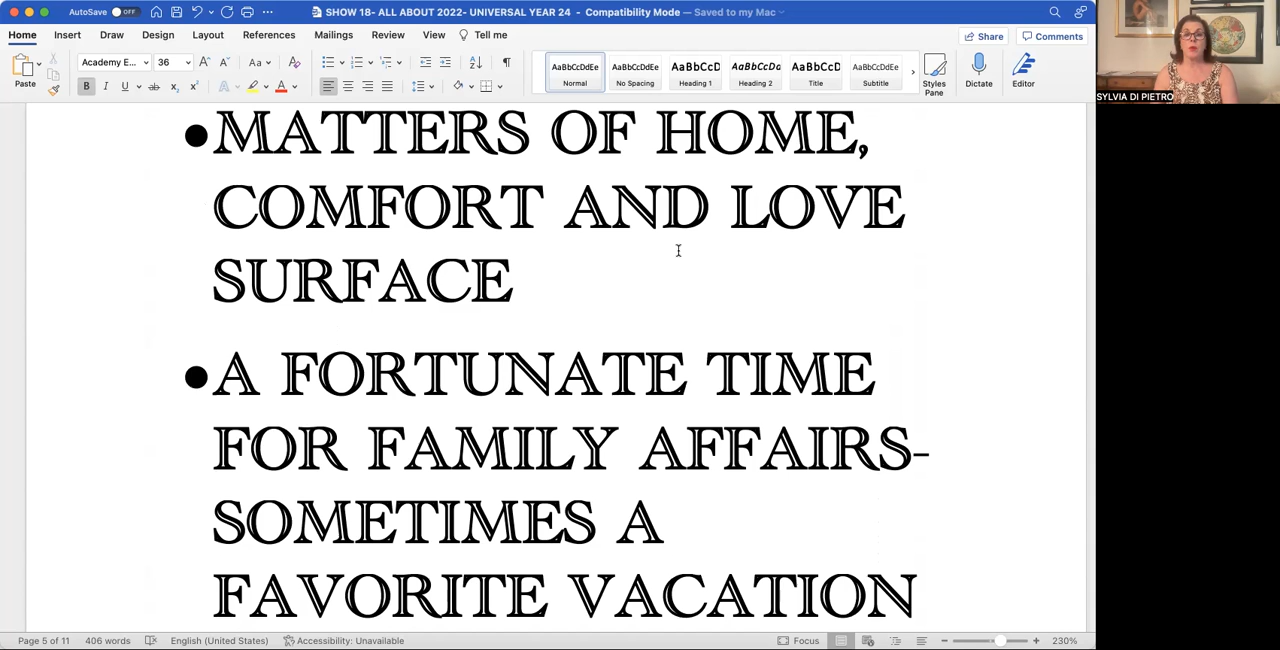 AutoSave OFF
SHOW 18- ALL ABOUT 2022- UNIVERSAL YEAR 24 - Compatibility Mode — Saved to my Mac
Home Insert Draw Design Layout References Mailings Review View Tell me Share Comments
Paste
Academy E... 36
AaBbCcDdEe Normal
AaBbCcDdEe No Spacing
AaBbCcD Heading 1
AaBbCcDd Heading 2
AaBbCcD Title
AaBbCcDdEe Subtitle
Styles Pane
Dictate
Editor
SYLVIA DI PIETRO
•MATTERS OF HOME,
COMFORT AND LOVE
SURFACE
•A FORTUNATE TIME
FOR FAMILY AFFAIRS-
SOMETIMES A
FAVORITE VACATION
Page 5 of 11 406 words English (United States) Accessibility: Unavailable Focus 230%